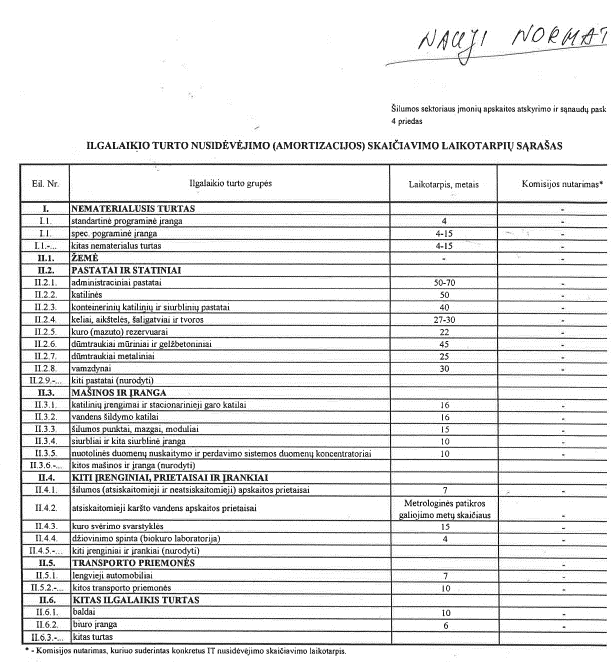 NAUJI NORMAT
Šilumos sektoriaus įmonių apskaitos atskyrimo ir sąnaudų pask
4 priedas
ILGALAIKIO TURTO NUSIDĖVĖJIMO (AMORTIZACIJOS) SKAIČIAVIMO LAIKOTARPIŲ SĄRAŠAS
Eil. Nr. Ilgalaikio turto grupės Laikotarpis, metais Komisijos nutarimas*
I. NEMATERIALUSIS TURTAS -
I.1. standartinė programinė įranga 4 -
I.1. spec. pograminė įranga 4-15 -
I.1.-... kitas nematerialus turtas 4-15 -
II.1. ŽEMĖ - -
II.2. PASTATAI IR STATINIAI
II.2.1. administraciniai pastatai 50-70 -
II.2.2. katilinės 50 -
II.2.3. konteinerinių katilinių ir siurblinių pastatai 40 -
II.2.4. keliai, aikštelės, šaligatviai ir tvoros 27-30 -
II.2.5. kuro (mazuto) rezervuarai 22 -
II.2.6. dūmtraukiai mūriniai ir gelžbetoniniai 45 -
II.2.7. dūmtraukiai metaliniai 25 -
II.2.8. vamzdynai 30 -
II.2.9.-... kiti pastatai (nurodyti)
II.3. MAŠINOS IR ĮRANGA
II.3.1. katilinių įrengimai ir stacionarinieji garo katilai 16 -
II.3.2. vandens šildymo katilai 16 -
II.3.3. šilumos punktai, mazgai, moduliai 15 -
II.3.4. siurbliai ir kita siurblinė įranga 10 -
II.3.5. nuotolinės duomenų nuskaitymo ir perdavimo sistemos duomenų koncentratoriai 10 -
II.3.6.-... kitos mašinos ir įranga (nurodyti)
II.4. KITI ĮRENGINIAI, PRIETAISAI IR ĮRANKIAI
II.4.1. šilumos (atsiskaitomieji ir neatsiskaitomieji) apskaitos prietaisai 7 -
II.4.2. atsiskaitomieji karšto vandens apskaitos prietaisai Metrologinės patikros
galiojimo metų skaičiaus -
II.4.3. kuro svėrimo svarstyklės 15 -
II.4.4. džiovinimo spinta (biokuro laboratorija) 4 -
II.4.5.-... kiti įrenginiai ir įrankiai (nurodyti)
II.5. TRANSPORTO PRIEMONĖS
II.5.1. lengvieji automobiliai 7 -
II.5.2.-... kitos transporto priemonės 10 -
II.6. KITAS ILGALAIKIS TURTAS
II.6.1. baldai 10 -
II.6.2. biuro įranga 6 -
II.6.3.-... kitas turtas
* - Komisijos nutarimas, kuriuo suderintas konkretus IT nusidėvėjimo skaičiavimo laikotarpis.